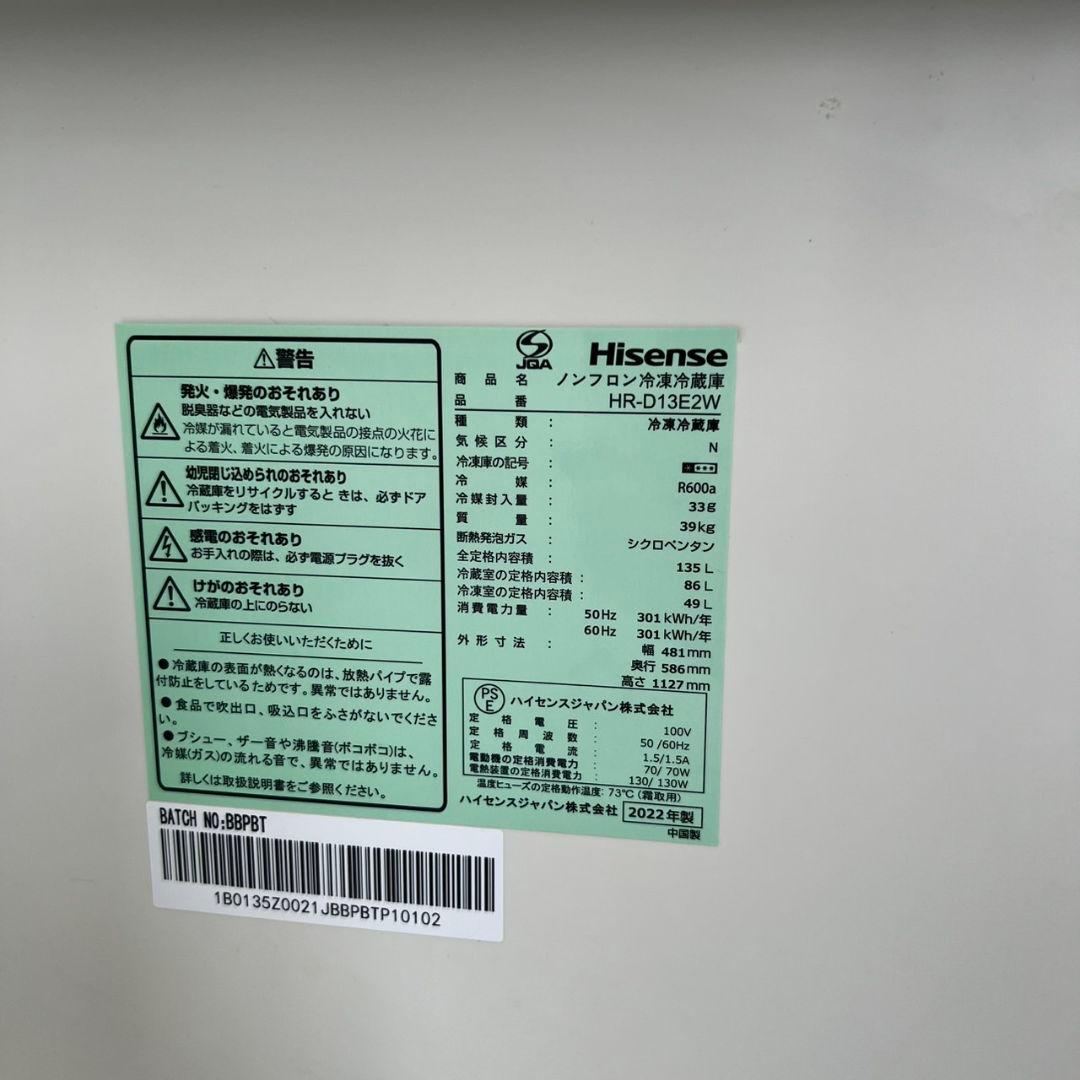 ⚠警告
発火・爆発のおそれあり
脱臭器などの電気製品を入れない
冷媒が漏れていると電気製品の接点の火花に
よる着火、着火による爆発の原因になります。
幼児閉じ込められのおそれあり
冷蔵庫をリサイクルすると きは、必ずドア
パッキングをはずす
感電のおそれあり
お手入れの際は、必ず電源プラグを抜く
けがのおそれあり
冷蔵庫の上にのらない
正しくお使いいただくために
●冷蔵庫の表面が熱くなるのは、放熱パイプで露
付防止をしているためです。異常ではありません。
●食品で吹出口、吸込口をふさがないでくださ
い。
●ブシュー、ザー音や沸騰音(ボコボコ)は、
冷媒(ガス)の流れる音で、異常ではありません。
詳しくは取扱説明書をご参照ください。
JQA Hisense
商品名 ノンフロン冷凍冷蔵庫
品番 HR-D13E2W
種類： 冷凍冷蔵庫
気候区分： N
冷凍庫の記号：
冷媒： R600a
冷媒封入量： 33g
質量： 39kg
断熱発泡ガス： シクロペンタン
全定格内容積： 135 L
冷蔵室の定格内容積： 86 L
冷凍室の定格内容積： 49 L
消費電力量： 50Hz 301 kWh/年
60Hz 301 kWh/年
外形寸法： 幅 481mm
奥行 586mm
高さ 1127mm
PSE ハイセンスジャパン株式会社
定格電圧： 100V
定格周波数： 50 /60Hz
定格電流： 1.5/1.5A
電動機の定格消費電力： 70/ 70W
電熱装置の定格消費電力： 130/ 130W
温度ヒューズの定格動作温度: 73℃ (霜取用)
ハイセンスジャパン株式会社 2022年製
中国製
BATCH NO:BBPBT
1B0135Z0021JBBPBTP10102